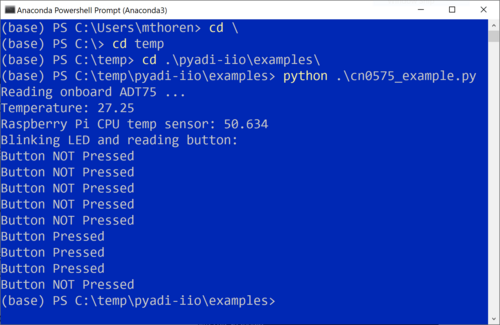 Anaconda Powershell Prompt (Anaconda3)
(base) PS C:\Users\mthoren> cd \
(base) PS C:\> cd temp
(base) PS C:\temp> cd .\pyadi-iio\examples\
(base) PS C:\temp\pyadi-iio\examples> python .\cn0575_example.py
Reading onboard ADT75 ...
Temperature: 27.25
Raspberry Pi CPU temp sensor: 50.634
Blinking LED and reading button:
Button NOT Pressed
Button NOT Pressed
Button NOT Pressed
Button NOT Pressed
Button NOT Pressed
Button Pressed
Button Pressed
Button Pressed
Button NOT Pressed
(base) PS C:\temp\pyadi-iio\examples>